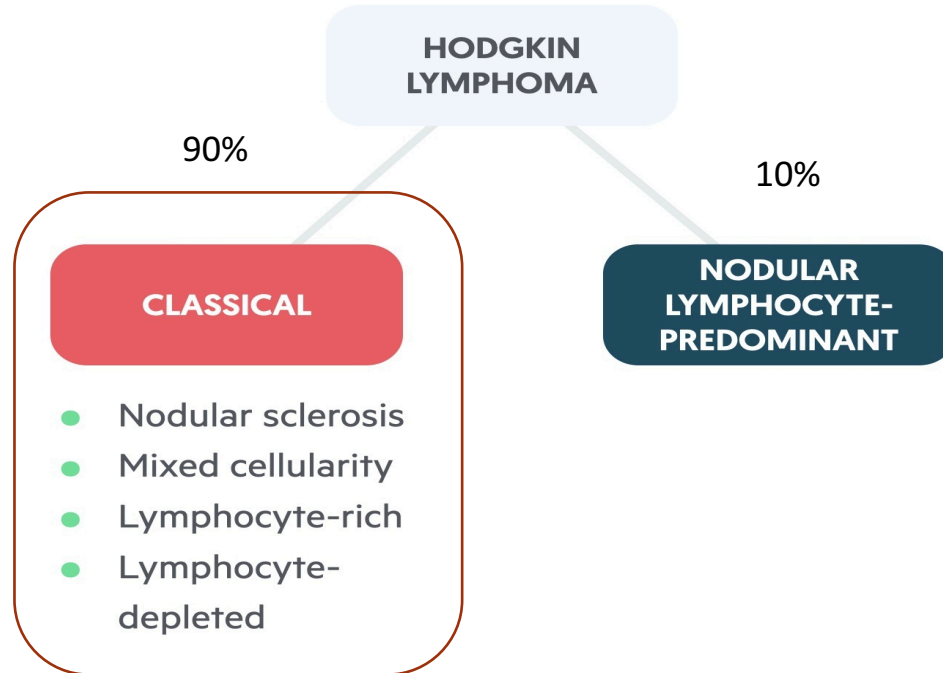 HODGKIN
LYMPHOMA
90%
10%
CLASSICAL
NODULAR
LYMPHOCYTE-
PREDOMINANT
Nodular sclerosis
Mixed cellularity
Lymphocyte-rich
Lymphocyte-
depleted